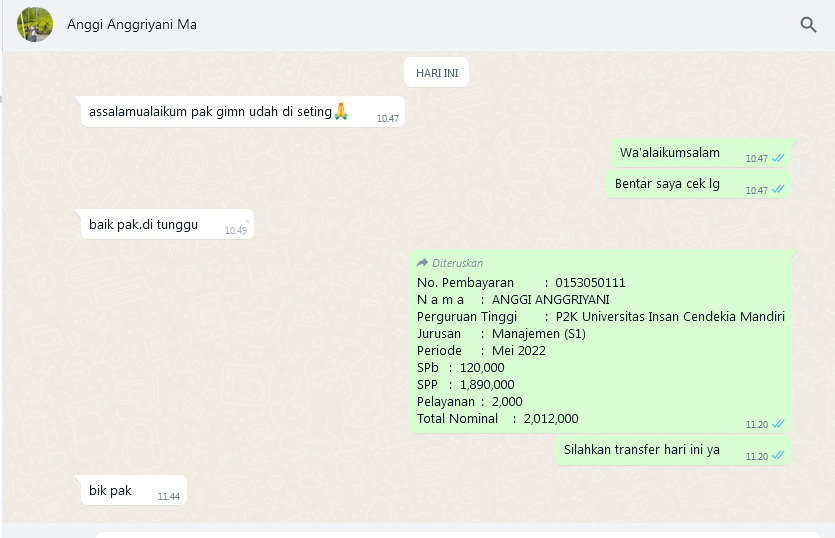 Anggi Anggriyani Ma
HARI INI
assalamualaikum pak gimn udah di seting🙏
10.47
Wa'alaikumsalam
10.47
Bentar saya cek lg
10.47
baik pak.di tunggu
10.49
Diteruskan
No. Pembayaran : 0153050111
N a m a : ANGGI ANGGRIYANI
Perguruan Tinggi : P2K Universitas Insan Cendekia Mandiri
Jurusan : Manajemen (S1)
Periode : Mei 2022
SPb : 120,000
SPP : 1,890,000
Pelayanan : 2,000
Total Nominal : 2,012,000
11.20
Silahkan transfer hari ini ya
11.20
bik pak
11.44